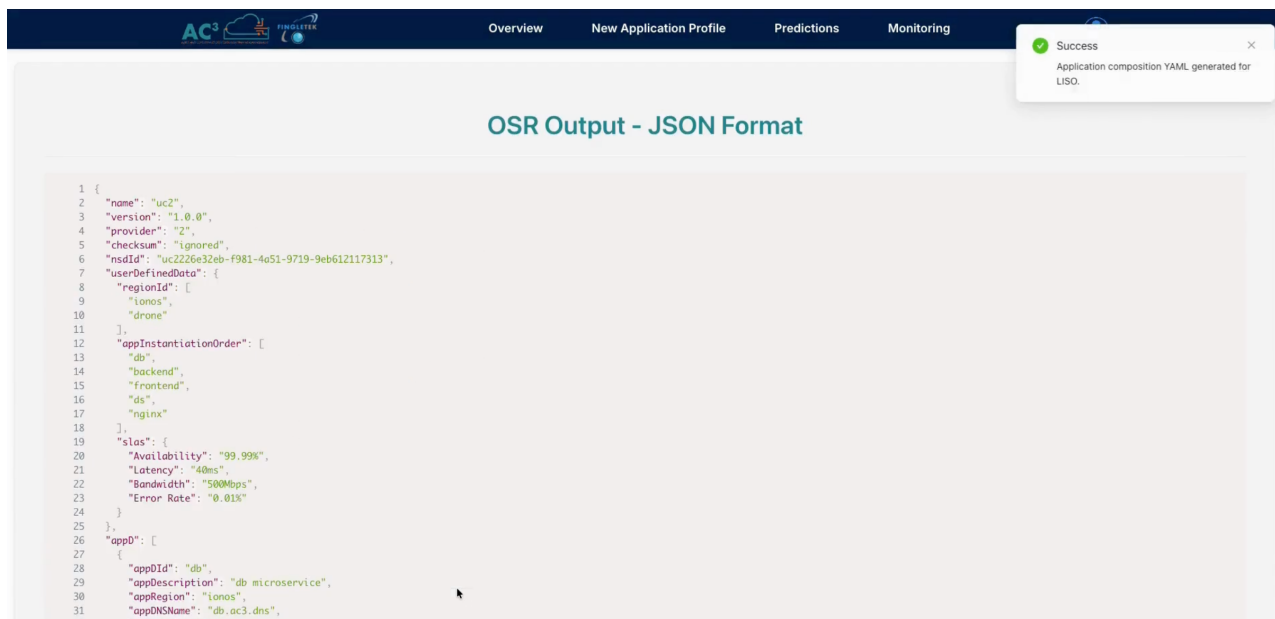 AC³ FINGLETEK Overview New Application Profile Predictions Monitoring
Success
Application composition YAML generated for
LISO.
OSR Output - JSON Format
1 {
2 "name": "uc2",
3 "version": "1.0.0",
4 "provider": "2",
5 "checksum": "ignored",
6 "nsdId": "uc2226e32eb-f981-4a51-9719-9eb612117313",
7 "userDefinedData": {
8 "regionId": [
9 "ionos",
10 "drone"
11 ],
12 "appInstantiationOrder": [
13 "db",
14 "backend",
15 "frontend",
16 "ds",
17 "nginx"
18 ],
19 "slas": {
20 "Availability": "99.99%",
21 "Latency": "40ms",
22 "Bandwidth": "500Mbps",
23 "Error Rate": "0.01%"
24 }
25 },
26 "appD": [
27 {
28 "appDId": "db",
29 "appDescription": "db microservice",
30 "appRegion": "ionos",
31 "appDNSName": "db.ac3.dns",